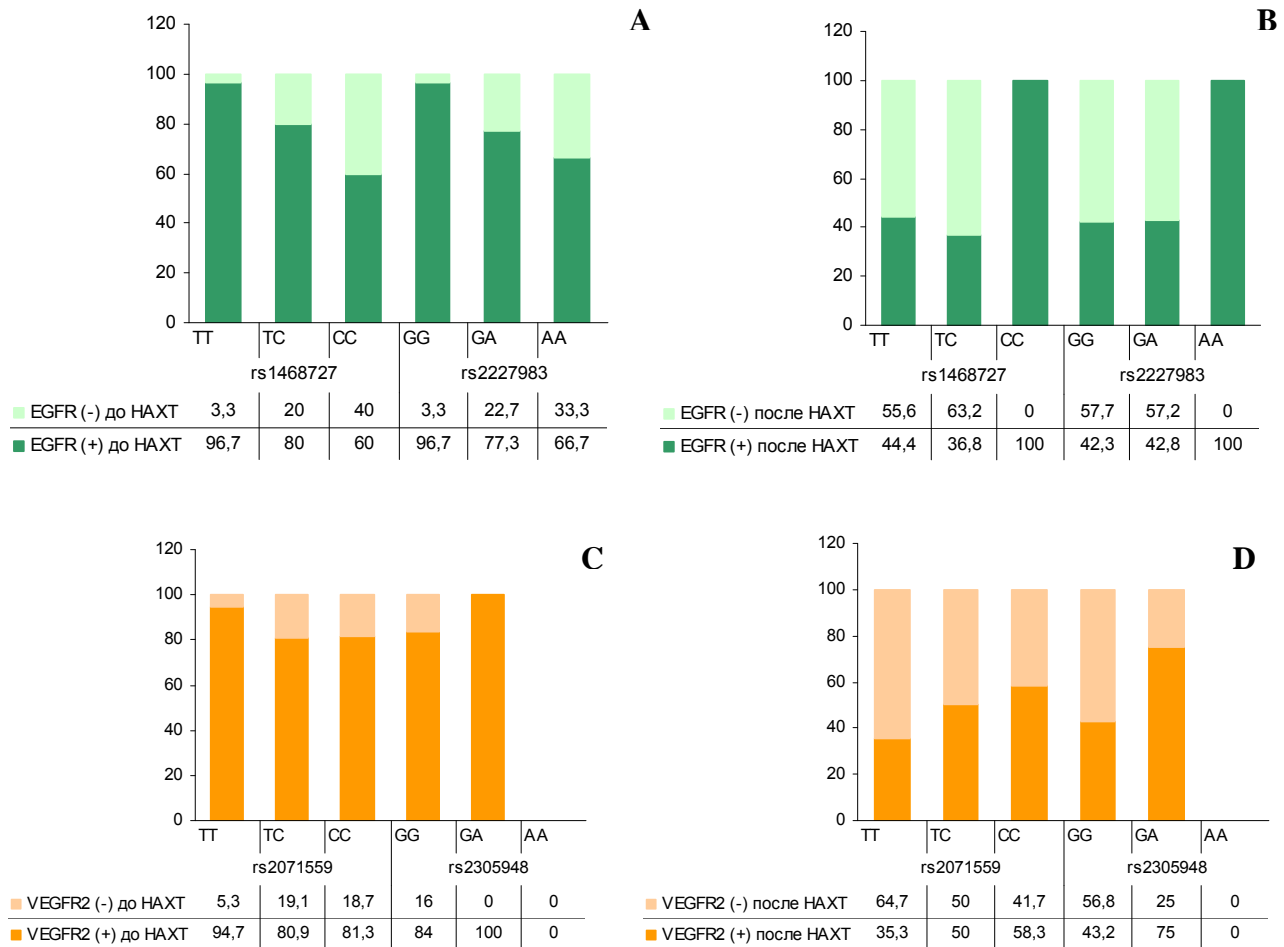 A
120
100
80
60
40
20
0
TT TC CC GG GA AA
rs1468727 rs2227983
EGFR (-) до НАХТ 3,3 20 40 3,3 22,7 33,3
EGFR (+) до НАХТ 96,7 80 60 96,7 77,3 66,7
B
120
100
80
60
40
20
0
TT TC CC GG GA AA
rs1468727 rs2227983
EGFR (-) после НАХТ 55,6 63,2 0 57,7 57,2 0
EGFR (+) после НАХТ 44,4 36,8 100 42,3 42,8 100
C
120
100
80
60
40
20
0
TT TC CC GG GA AA
rs2071559 rs2305948
VEGFR2 (-) до НАХТ 5,3 19,1 18,7 16 0 0
VEGFR2 (+) до НАХТ 94,7 80,9 81,3 84 100 0
D
120
100
80
60
40
20
0
TT TC CC GG GA AA
rs2071559 rs2305948
VEGFR2 (-) после НАХТ 64,7 50 41,7 56,8 25 0
VEGFR2 (+) после НАХТ 35,3 50 58,3 43,2 75 0